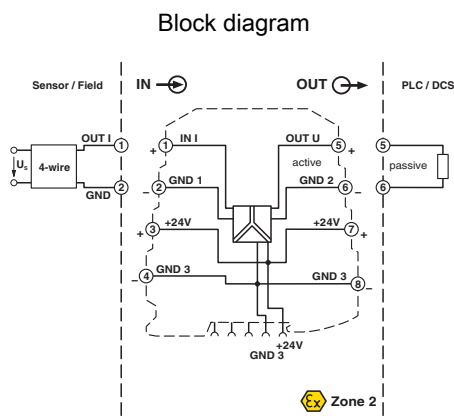 Block diagram
Sensor / Field
IN
OUT
PLC / DCS
OUT I
1
1
IN I
OUT U
5
5
+
+
Us
4-wire
active
passive
GND
2
2
GND 1
GND 2
6
6
–
–
3
+24V
+24V
7
+
+
4
GND 3
GND 3
8
–
–
+24V
GND 3
Ex
Zone 2